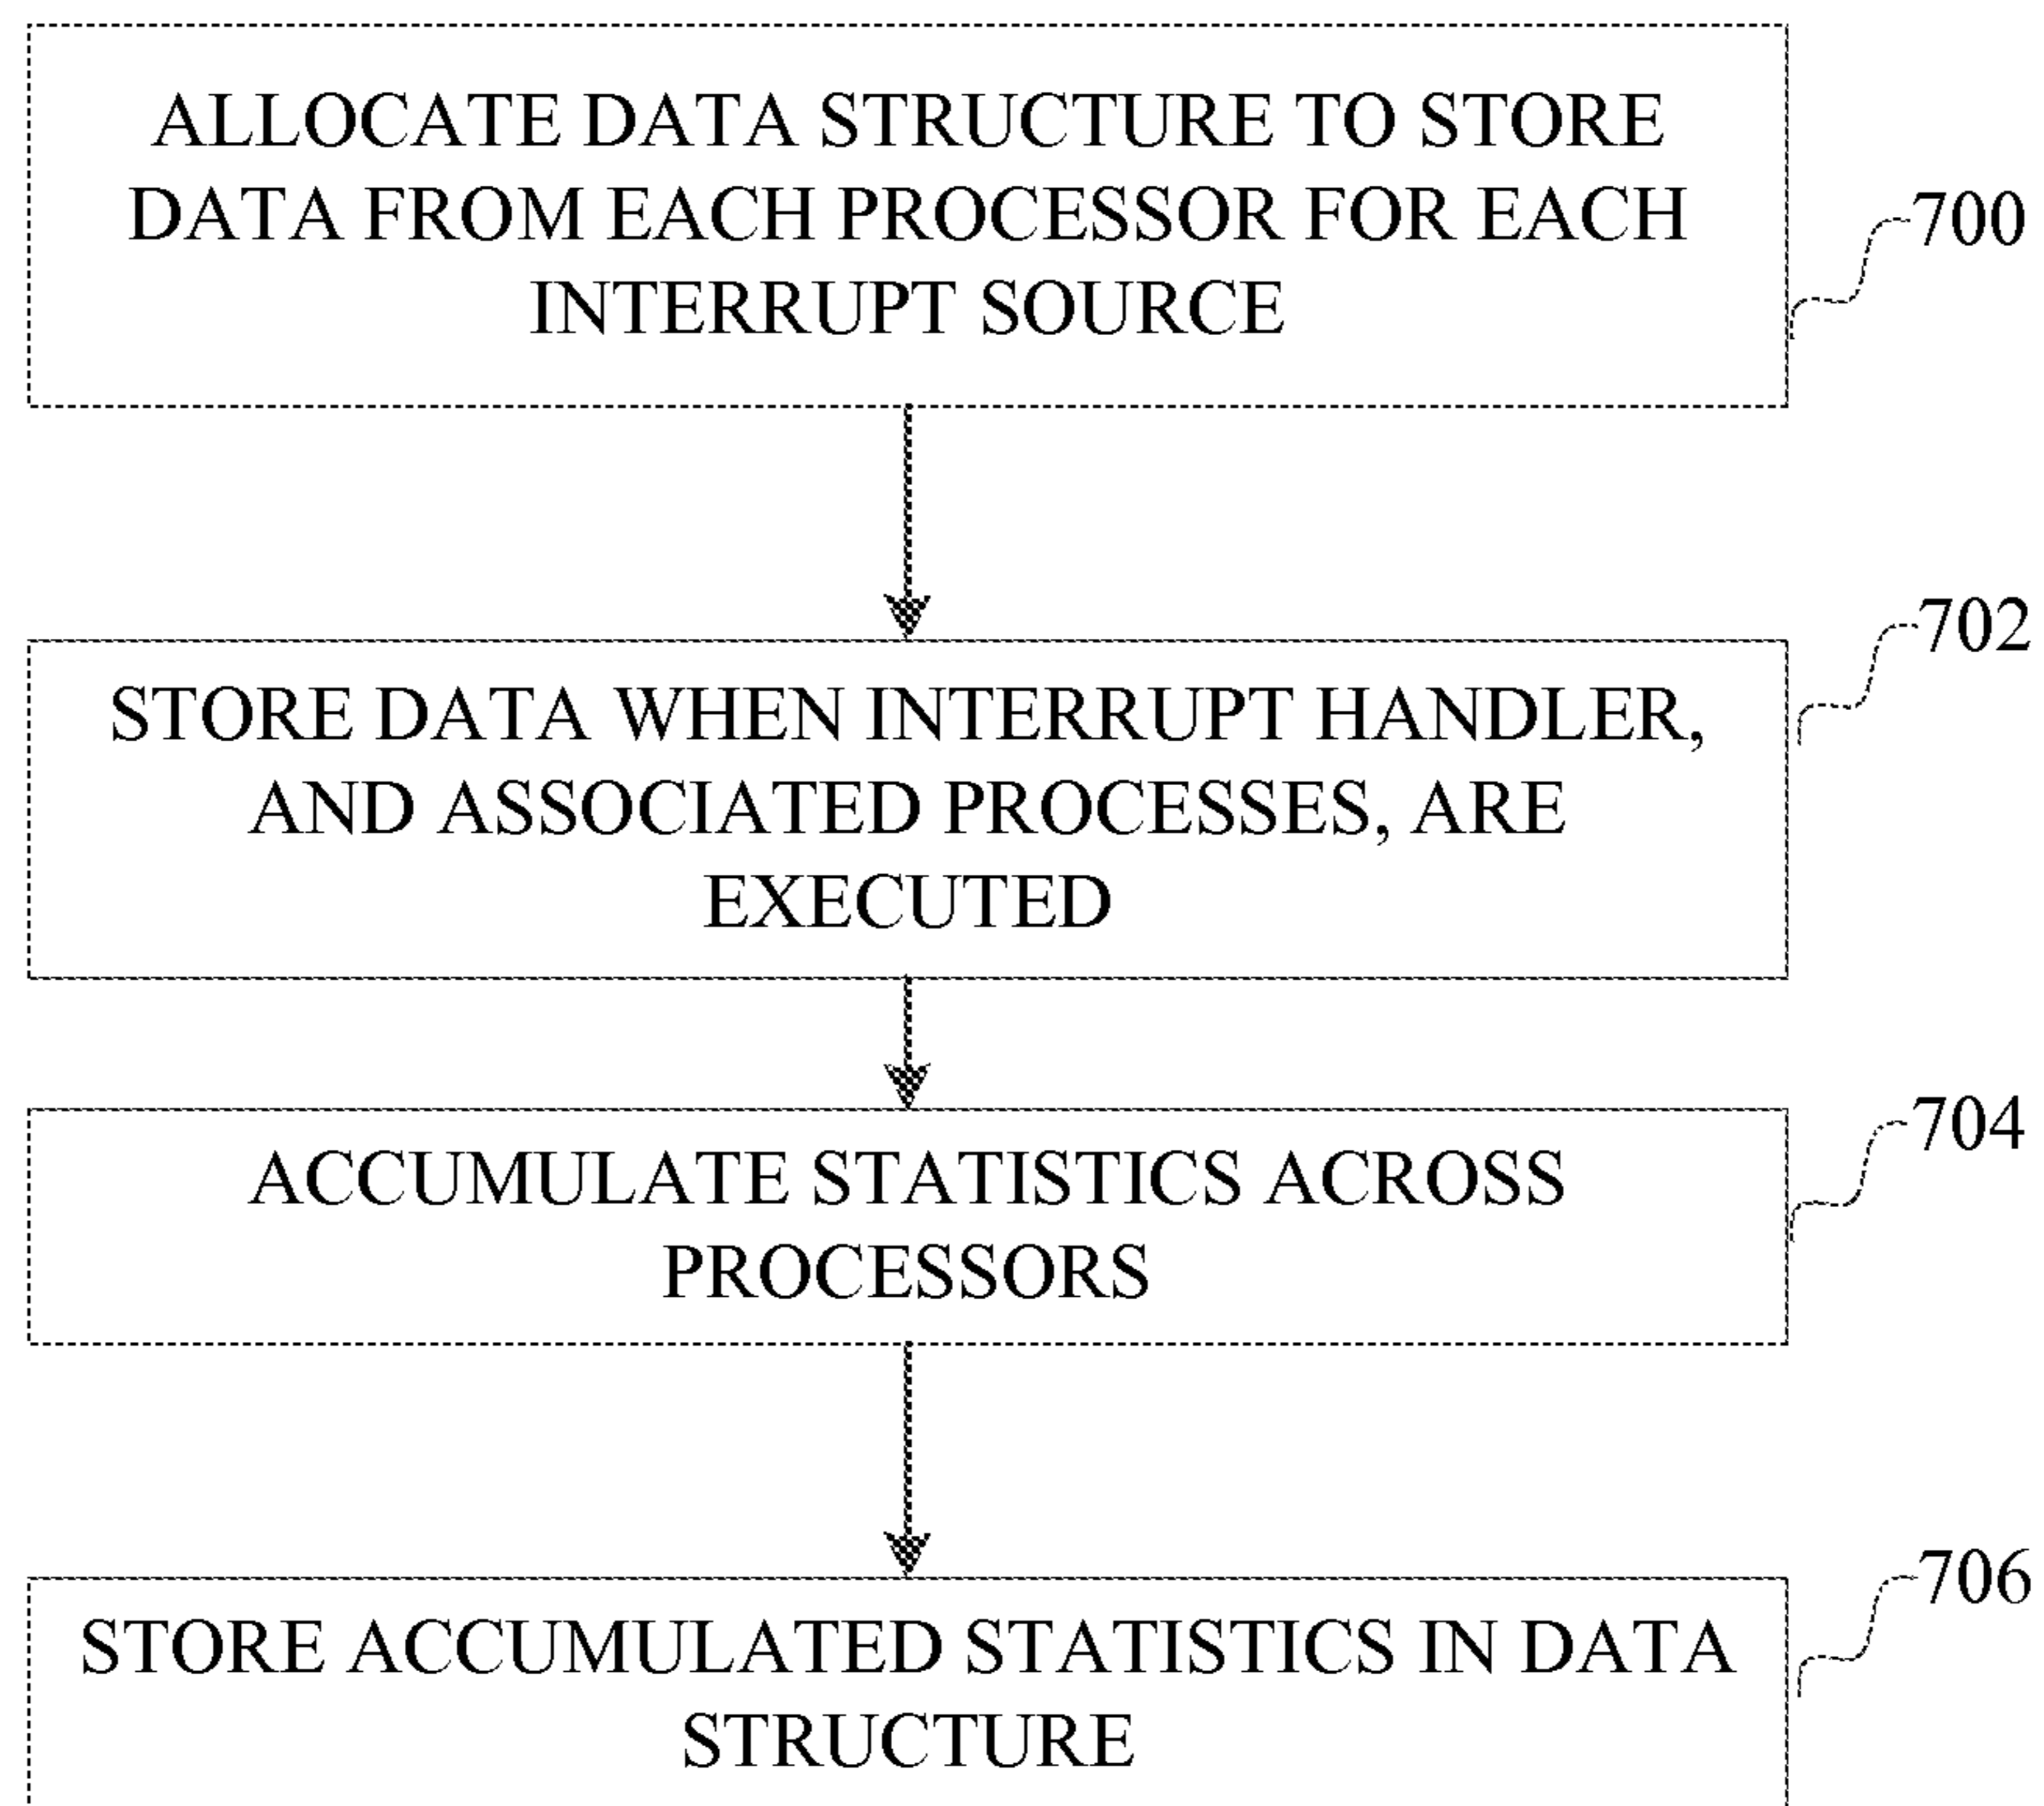 ALLOCATE DATA STRUCTURE TO STORE
DATA FROM EACH PROCESSOR FOR EACH
INTERRUPT SOURCE
700
STORE DATA WHEN INTERRUPT HANDLER,
AND ASSOCIATED PROCESSES, ARE
EXECUTED
702
ACCUMULATE STATISTICS ACROSS
PROCESSORS
704
STORE ACCUMULATED STATISTICS IN DATA
STRUCTURE
706